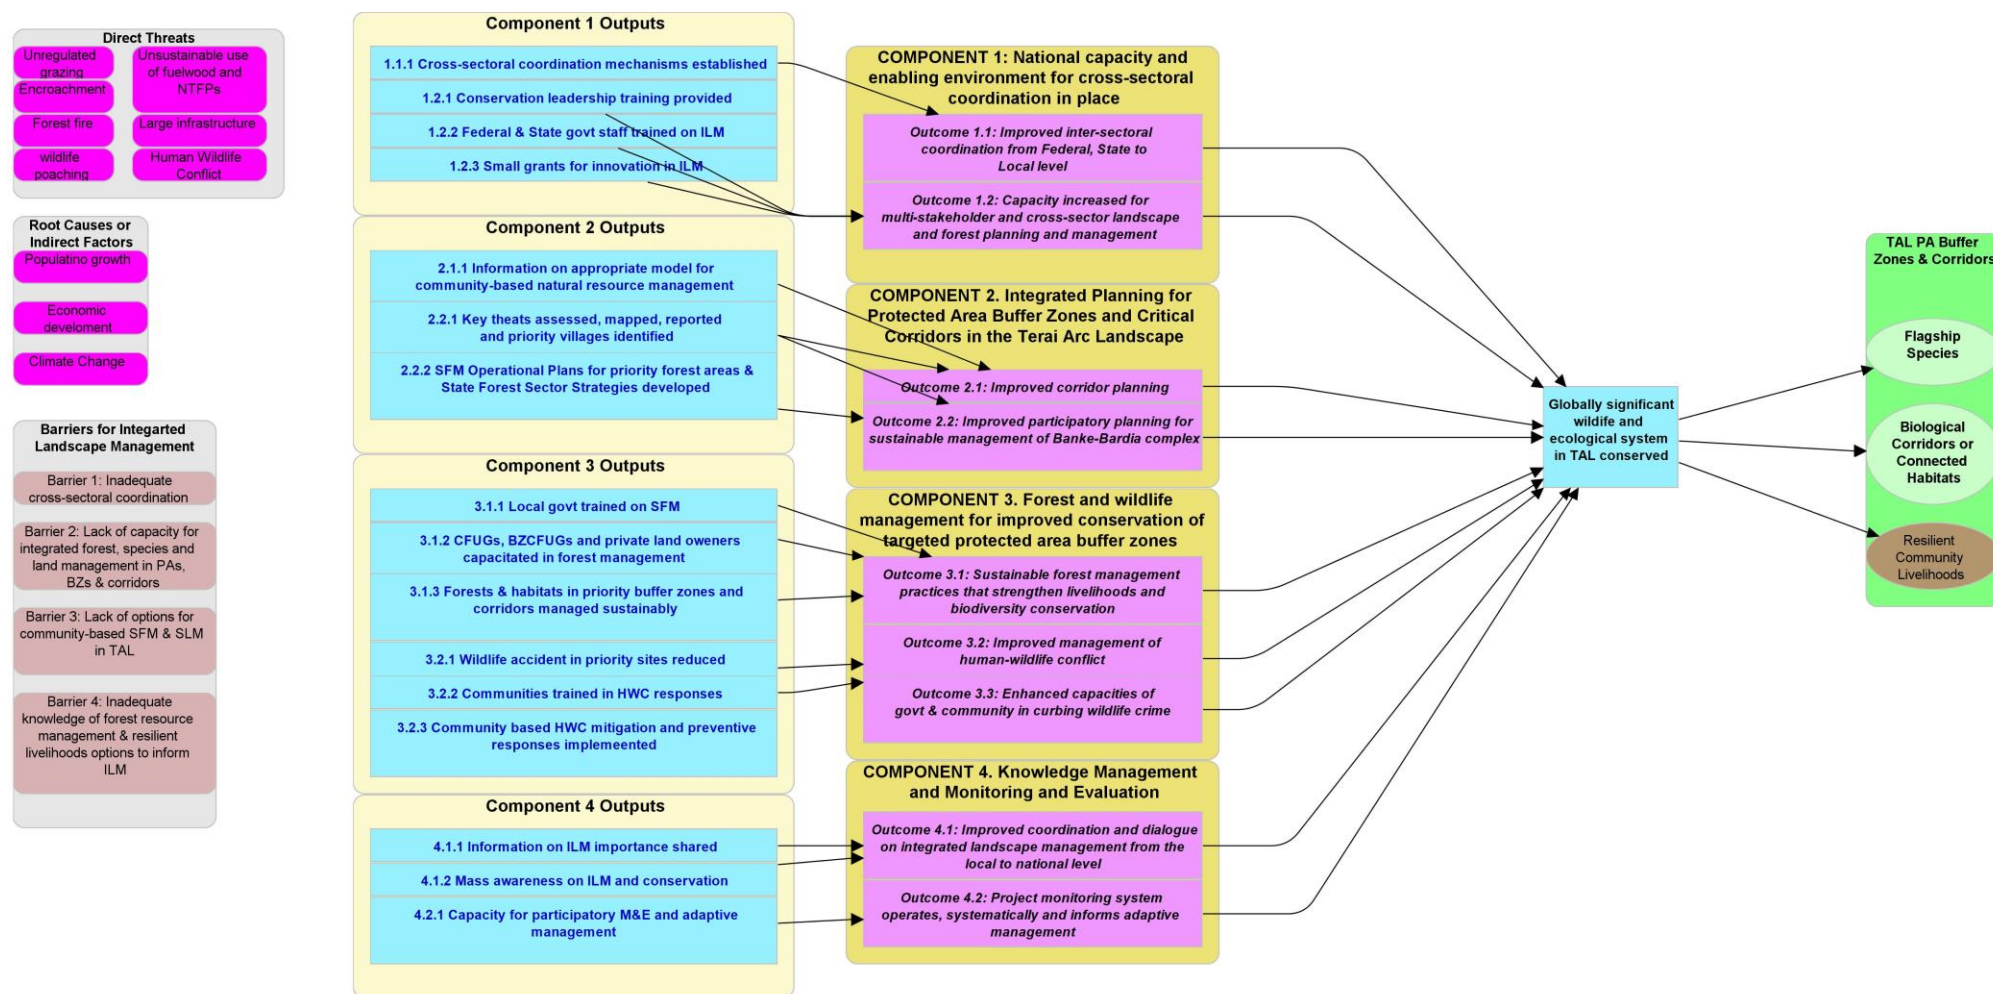 Direct Threats
Unregulated
grazing
Encroachment
Forest fire
wildlife
poaching
Unsustainable use
of fuelwood and
NTFPs
Large infrastructure
Human Wildlife
Conflict
Root Causes or
Indirect Factors
Populatino growth
Economic
develoment
Climate Change
Barriers for Integarted
Landscape Management
Barrier 1: Inadequate
cross-sectoral coordination
Barrier 2: Lack of capacity for
integrated forest, species and
land management in PAs,
BZs & corridors
Barrier 3: Lack of options for
community-based SFM & SLM
in TAL
Barrier 4: Inadequate
knowledge of forest resource
management & resilient
livelihoods options to inform
ILM
Component 1 Outputs
1.1.1 Cross-sectoral coordination mechanisms established
1.2.1 Conservation leadership training provided
1.2.2 Federal & State govt staff trained on ILM
1.2.3 Small grants for innovation in ILM
Component 2 Outputs
2.1.1 Information on appropriate model for
community-based natural resource management
2.2.1 Key theats assessed, mapped, reported
and priority villages identified
2.2.2 SFM Operational Plans for priority forest areas &
State Forest Sector Strategies developed
Component 3 Outputs
3.1.1 Local govt trained on SFM
3.1.2 CFUGs, BZCFUGs and private land oweners
capacitated in forest management
3.1.3 Forests & habitats in priority buffer zones and
corridors managed sustainably
3.2.1 Wildlife accident in priority sites reduced
3.2.2 Communities trained in HWC responses
3.2.3 Community based HWC mitigation and preventive
responses implemeented
Component 4 Outputs
4.1.1 Information on ILM importance shared
4.1.2 Mass awareness on ILM and conservation
4.2.1 Capacity for participatory M&E and adaptive
management
COMPONENT 1: National capacity and
enabling environment for cross-sectoral
coordination in place
Outcome 1.1: Improved inter-sectoral
coordination from Federal, State to
Local level
Outcome 1.2: Capacity increased for
multi-stakeholder and cross-sector landscape
and forest planning and management
COMPONENT 2. Integrated Planning for
Protected Area Buffer Zones and Critical
Corridors in the Terai Arc Landscape
Outcome 2.1: Improved corridor planning
Outcome 2.2: Improved participatory planning for
sustainable management of Banke-Bardia complex
COMPONENT 3. Forest and wildlife
management for improved conservation of
targeted protected area buffer zones
Outcome 3.1: Sustainable forest management
practices that strengthen livelihoods and
biodiversity conservation
Outcome 3.2: Improved management of
human-wildlife conflict
Outcome 3.3: Enhanced capacities of
govt & community in curbing wildlife crime
COMPONENT 4. Knowledge Management
and Monitoring and Evaluation
Outcome 4.1: Improved coordination and dialogue
on integrated landscape management from the
local to national level
Outcome 4.2: Project monitoring system
operates, systematically and informs adaptive
management
Globally significant
wildife and
ecological system
in TAL conserved
TAL PA Buffer
Zones & Corridors
Flagship
Species
Biological
Corridors or
Connected
Habitats
Resilient
Community
Livelihoods